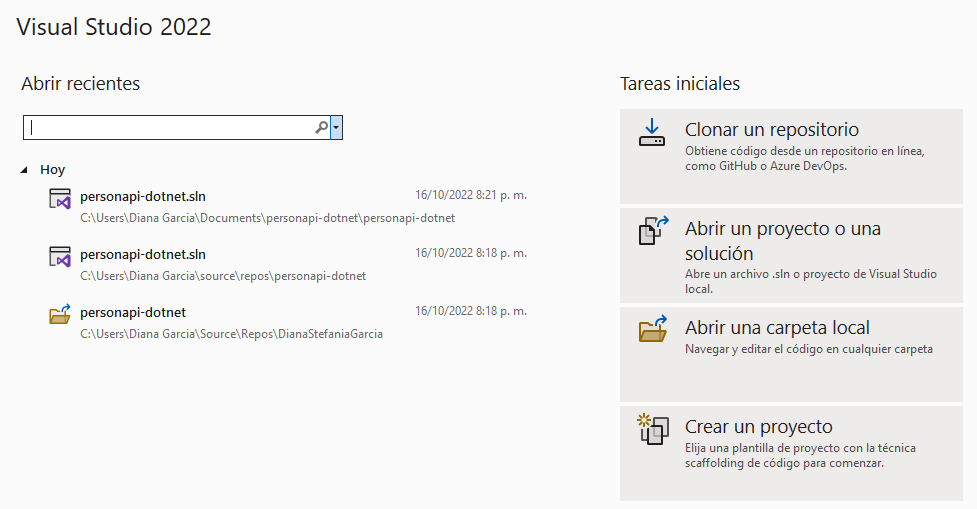 Visual Studio 2022
Abrir recientes
Hoy
personapi-dotnet.sln 16/10/2022 8:21 p. m.
C:\Users\Diana Garcia\Documents\personapi-dotnet\personapi-dotnet
personapi-dotnet.sln 16/10/2022 8:18 p. m.
C:\Users\Diana Garcia\source\repos\personapi-dotnet
personapi-dotnet 16/10/2022 8:18 p. m.
C:\Users\Diana Garcia\Source\Repos\DianaStefaniaGarcia
Tareas iniciales
Clonar un repositorio
Obtiene código desde un repositorio en línea,
como GitHub o Azure DevOps.
Abrir un proyecto o una
solución
Abre un archivo .sln o proyecto de Visual Studio
local.
Abrir una carpeta local
Navegar y editar el código en cualquier carpeta
Crear un proyecto
Elija una plantilla de proyecto con la técnica
scaffolding de código para comenzar.